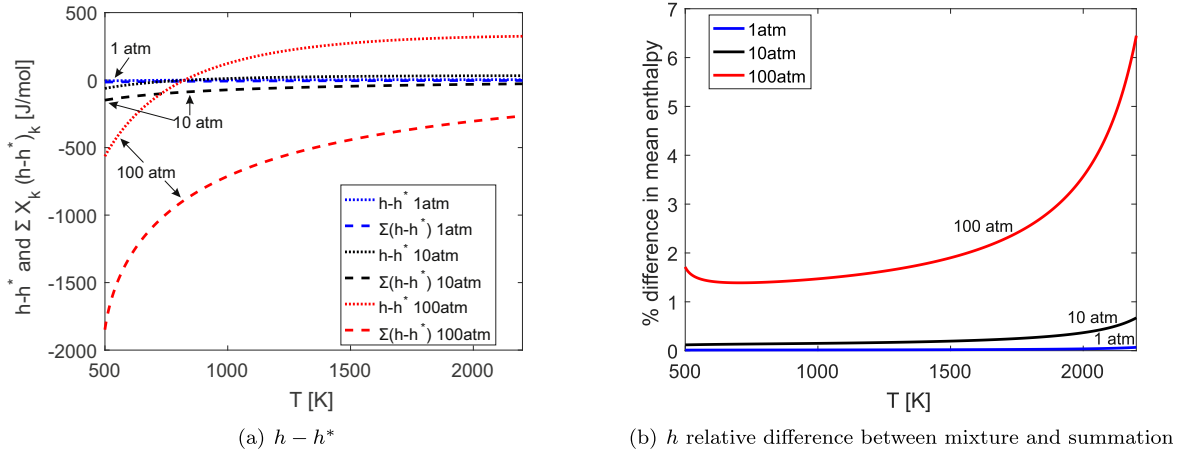 500
0
-500
-1000
-1500
-2000
h-h* and Σ X_k (h-h*)_k [J/mol]
1 atm
10 atm
100 atm
h-h* 1atm
Σ(h-h*) 1atm
h-h* 10atm
Σ(h-h*) 10atm
h-h* 100atm
Σ(h-h*) 100atm
500 1000 1500 2000
T [K]
(a) h − h*
7
6
5
4
3
2
1
0
% difference in mean enthalpy
1atm
10atm
100atm
100 atm
10 atm
1 atm
500 1000 1500 2000
T [K]
(b) h relative difference between mixture and summation